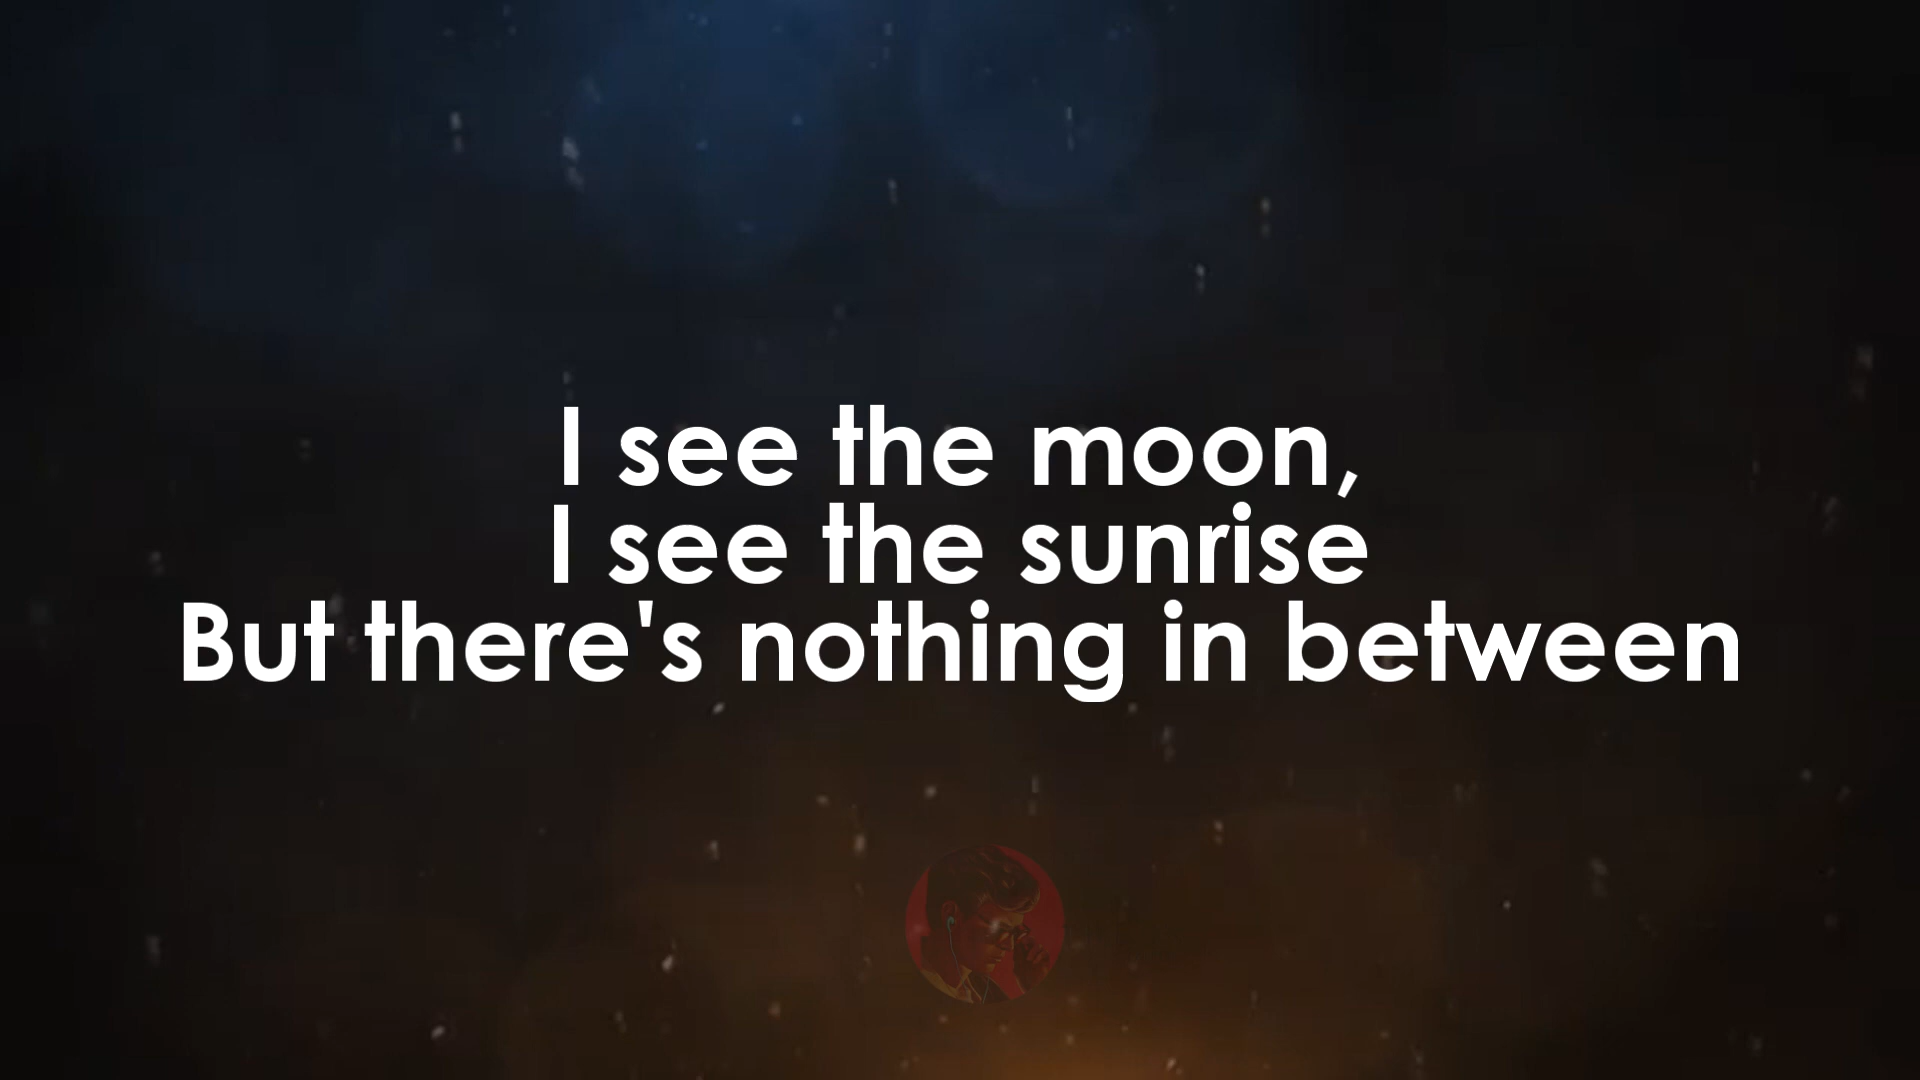 I see the moon,
I see the sunrise
But there's nothing in between